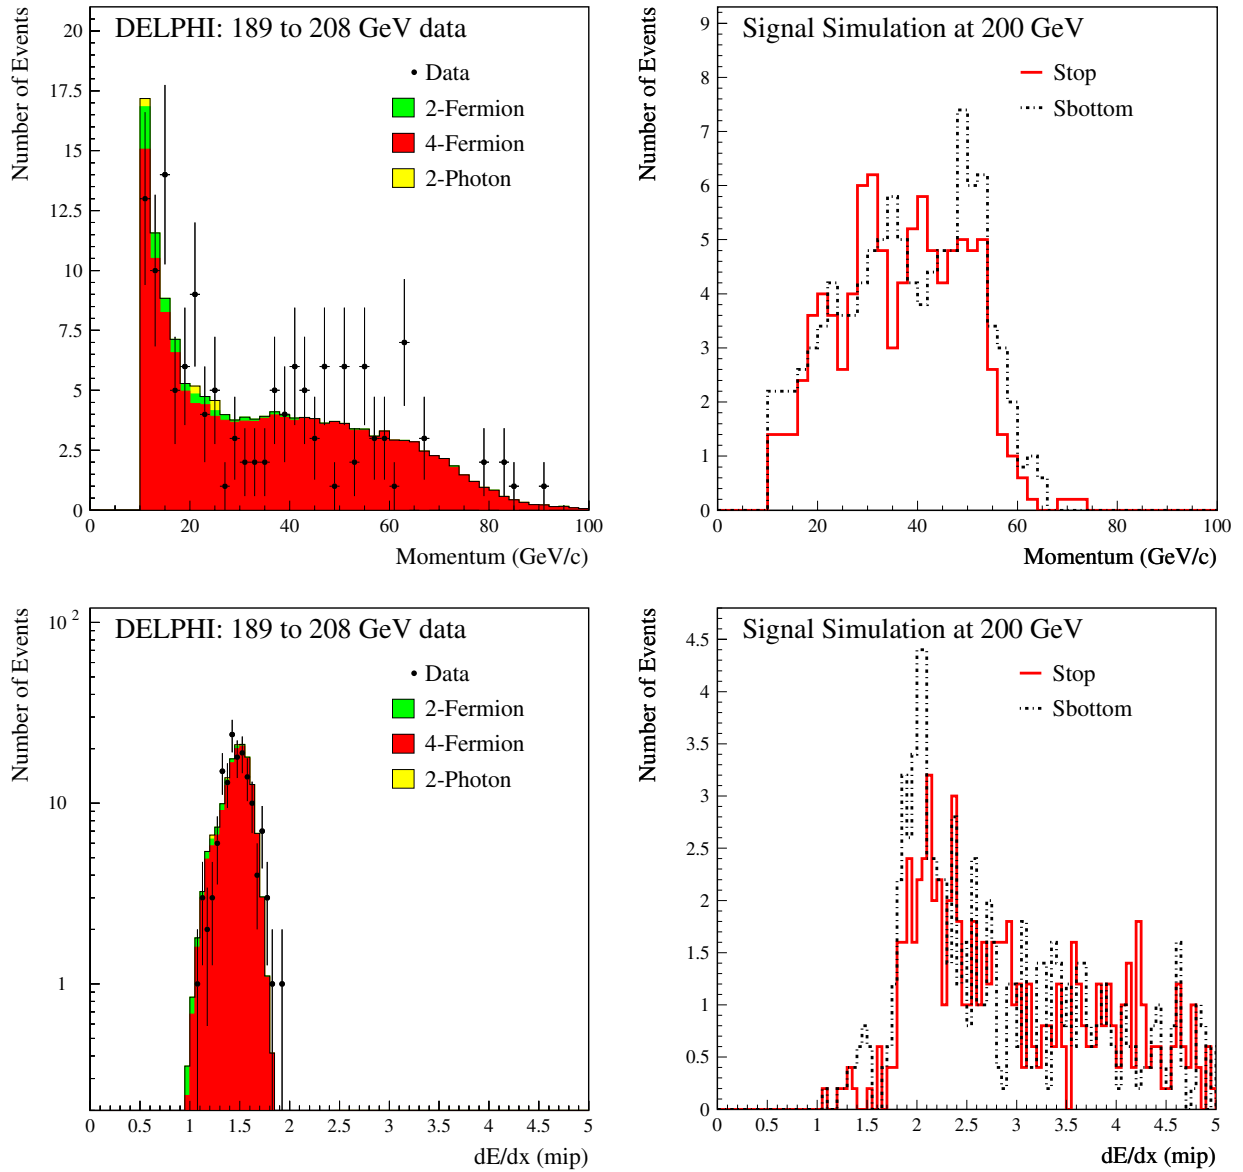 DELPHI: 189 to 208 GeV data
Number of Events
Data
2-Fermion
4-Fermion
2-Photon
20
17.5
15
12.5
10
7.5
5
2.5
0
0 20 40 60 80 100
Momentum (GeV/c)
Signal Simulation at 200 GeV
Number of Events
Stop
Sbottom
9
8
7
6
5
4
3
2
1
0
20 40 60 80 100
Momentum (GeV/c)
DELPHI: 189 to 208 GeV data
Number of Events
Data
2-Fermion
4-Fermion
2-Photon
10 2
10
1
0 0.5 1 1.5 2 2.5 3 3.5 4 4.5 5
dE/dx (mip)
Signal Simulation at 200 GeV
Number of Events
Stop
Sbottom
4.5
4
3.5
3
2.5
2
1.5
1
0.5
0
0 0.5 1 1.5 2 2.5 3 3.5 4 4.5 5
dE/dx (mip)